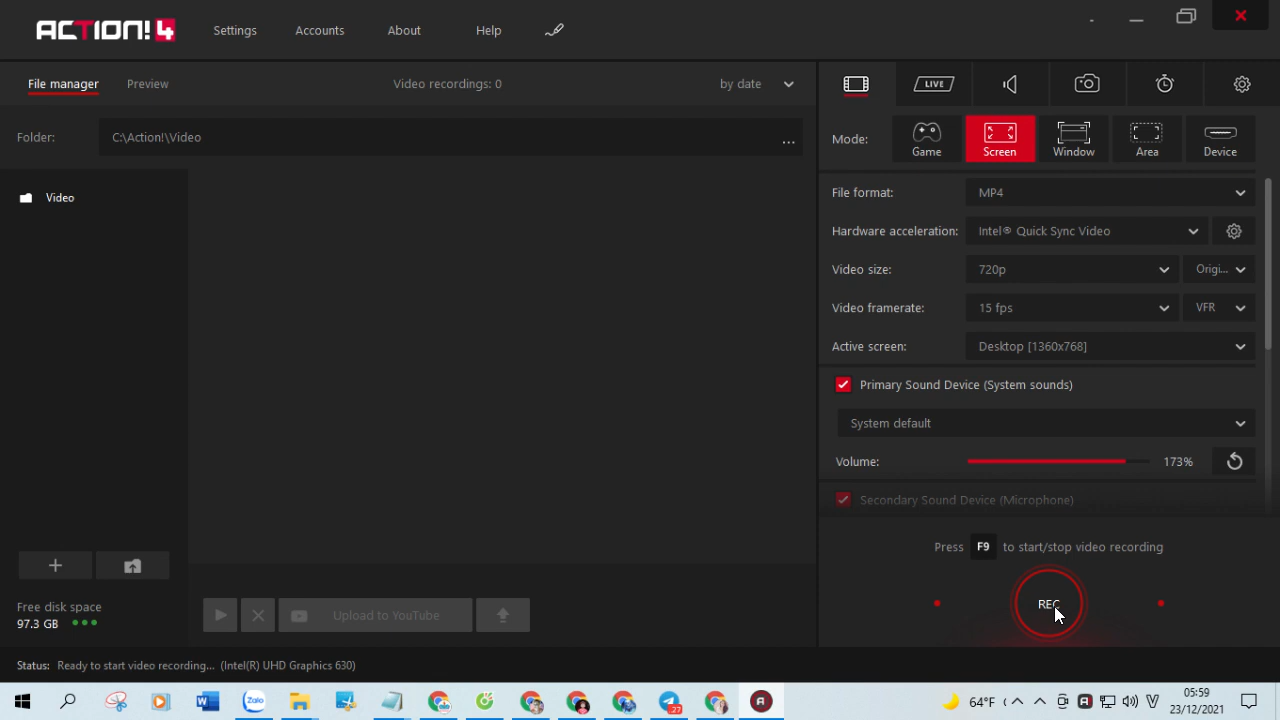 ACTION! 4
Settings Accounts About Help
File manager Preview Video recordings: 0 by date
LIVE
Folder: C:\Action!\Video ...
Mode: Game Screen Window Area Device
Video
File format: MP4
Hardware acceleration: Intel® Quick Sync Video
Video size: 720p Origi...
Video framerate: 15 fps VFR
Active screen: Desktop [1360x768]
Primary Sound Device (System sounds)
System default
Volume: 173%
Secondary Sound Device (Microphone)
Press F9 to start/stop video recording
REC
Free disk space
97.3 GB
Upload to YouTube
Status: Ready to start video recording... (Intel(R) UHD Graphics 630)
Zalo
27
64°F
05:59
23/12/2021